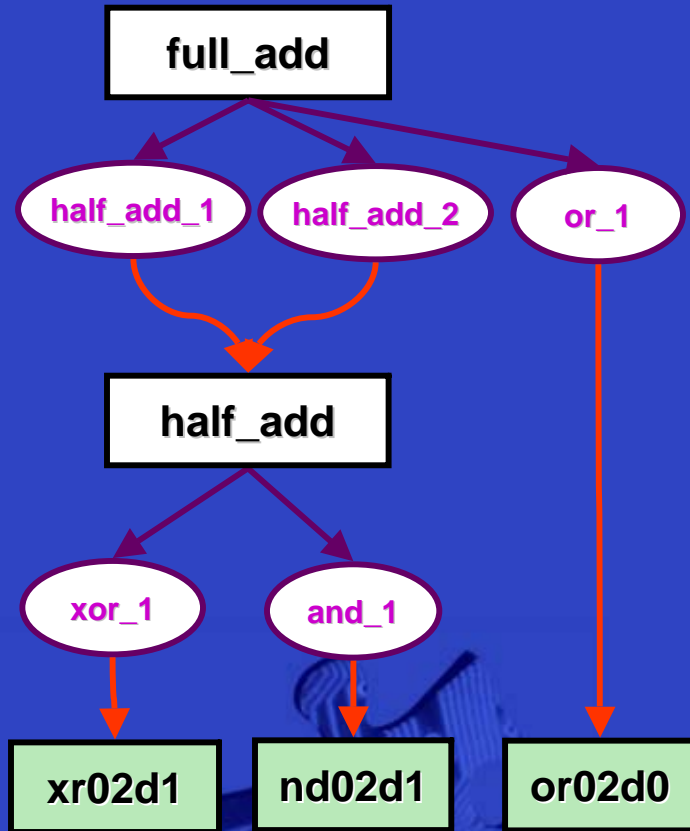 full_add
half_add_1
half_add_2
or_1
half_add
xor_1
and_1
xr02d1
nd02d1
or02d0